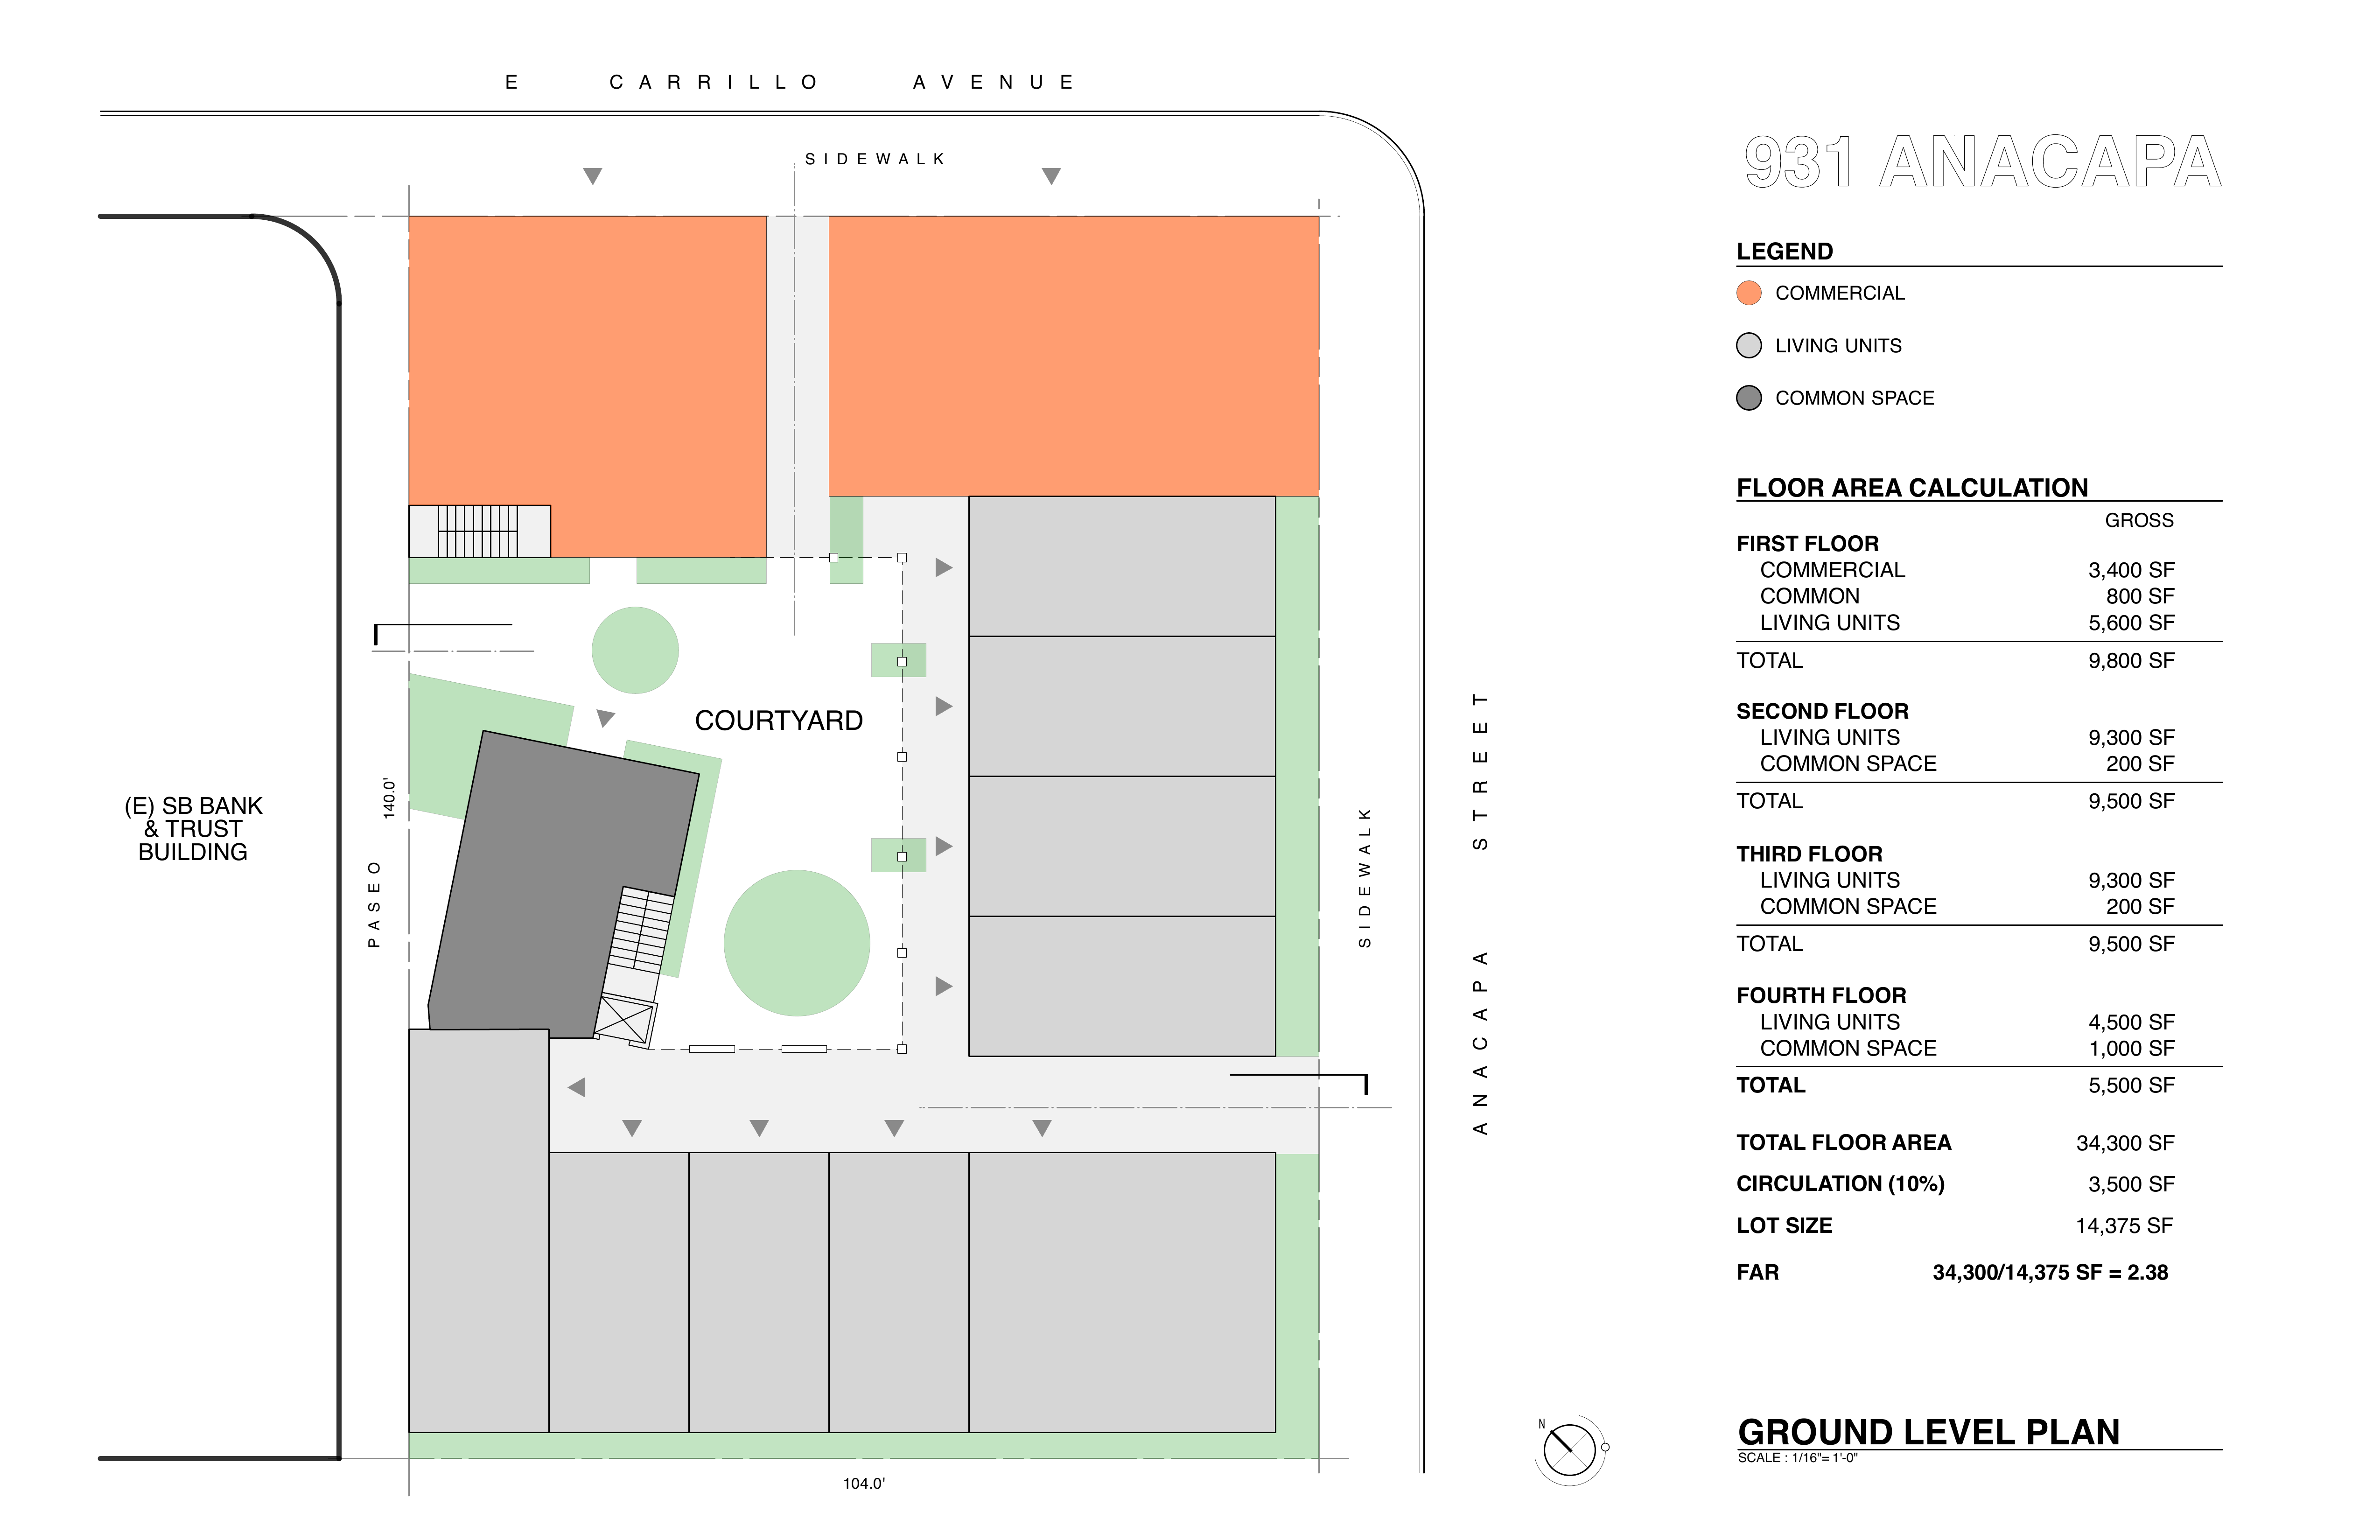 E CARRILLO AVENUE
SIDEWALK
931 ANACAPA
LEGEND
COMMERCIAL
LIVING UNITS
COMMON SPACE
FLOOR AREA CALCULATION
GROSS
FIRST FLOOR
COMMERCIAL 3,400 SF
COMMON 800 SF
LIVING UNITS 5,600 SF
TOTAL 9,800 SF
SECOND FLOOR
LIVING UNITS 9,300 SF
COMMON SPACE 200 SF
TOTAL 9,500 SF
THIRD FLOOR
LIVING UNITS 9,300 SF
COMMON SPACE 200 SF
TOTAL 9,500 SF
FOURTH FLOOR
LIVING UNITS 4,500 SF
COMMON SPACE 1,000 SF
TOTAL 5,500 SF
TOTAL FLOOR AREA 34,300 SF
CIRCULATION (10%) 3,500 SF
LOT SIZE 14,375 SF
FAR 34,300/14,375 SF = 2.38
COURTYARD
(E) SB BANK
& TRUST
BUILDING
PASEO
140.0'
SIDEWALK
ANACAPA STREET
104.0'
N
GROUND LEVEL PLAN
SCALE : 1/16"= 1'-0"